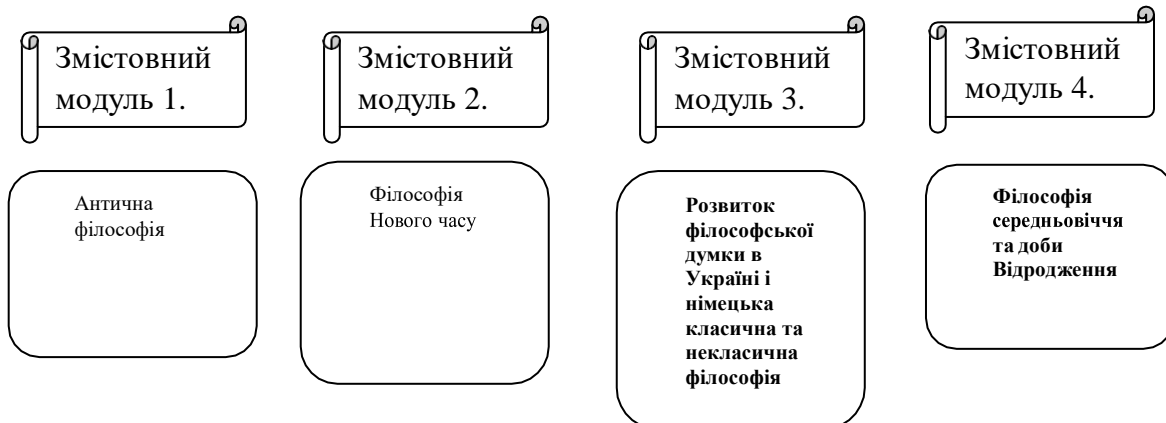 Змістовний
модуль 1.
Змістовний
модуль 2.
Змістовний
модуль 3.
Змістовний
модуль 4.
Антична
філософія
Філософія
Нового часу
Розвиток
філософської
думки в
Україні і
німецька
класична та
некласична
філософія
Філософія
середньовіччя
та доби
Відродження